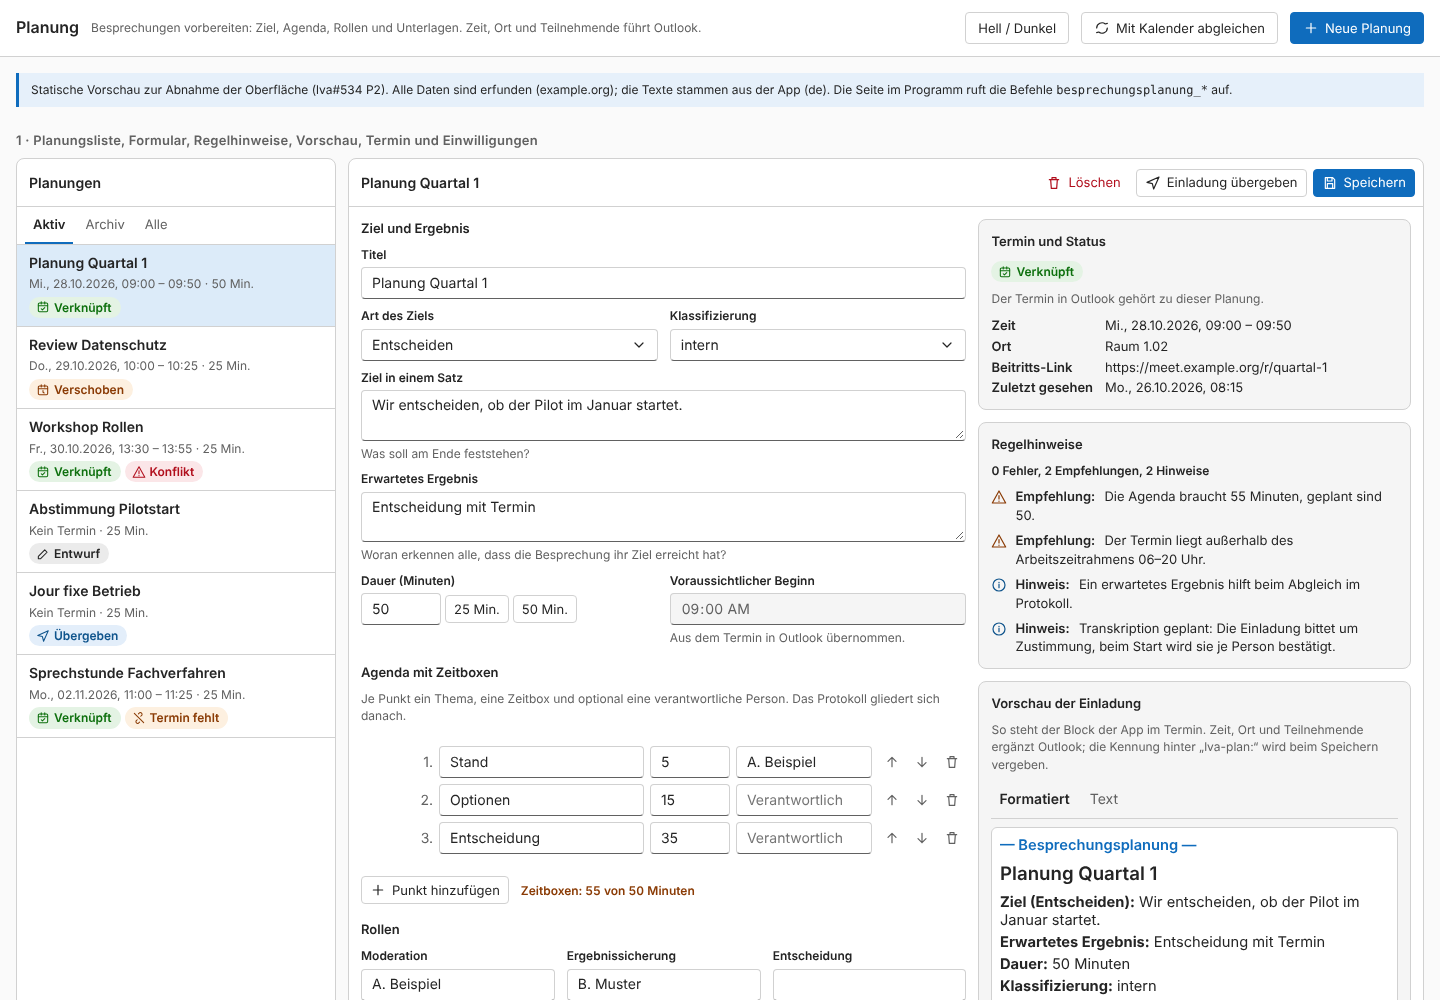 Planung
Besprechungen vorbereiten: Ziel, Agenda, Rollen und Unterlagen. Zeit, Ort und Teilnehmende führt Outlook.
Hell / Dunkel
Mit Kalender abgleichen
Neue Planung
Statische Vorschau zur Abnahme der Oberfläche (lva#534 P2). Alle Daten sind erfunden (example.org); die Texte stammen aus der App (de). Die Seite im Programm ruft die Befehle besprechungsplanung_* auf.
1 · Planungsliste, Formular, Regelhinweise, Vorschau, Termin und Einwilligungen
Planungen
Aktiv
Archiv
Alle
Planung Quartal 1
Mi., 28.10.2026, 09:00 – 09:50 · 50 Min.
Verknüpft
Review Datenschutz
Do., 29.10.2026, 10:00 – 10:25 · 25 Min.
Verschoben
Workshop Rollen
Fr., 30.10.2026, 13:30 – 13:55 · 25 Min.
Verknüpft
Konflikt
Abstimmung Pilotstart
Kein Termin · 25 Min.
Entwurf
Jour fixe Betrieb
Kein Termin · 25 Min.
Übergeben
Sprechstunde Fachverfahren
Mo., 02.11.2026, 11:00 – 11:25 · 25 Min.
Verknüpft
Termin fehlt
Planung Quartal 1
Löschen
Einladung übergeben
Speichern
Ziel und Ergebnis
Titel
Planung Quartal 1
Art des Ziels
Klassifizierung
Entscheiden
intern
Ziel in einem Satz
Wir entscheiden, ob der Pilot im Januar startet.
Was soll am Ende feststehen?
Erwartetes Ergebnis
Entscheidung mit Termin
Woran erkennen alle, dass die Besprechung ihr Ziel erreicht hat?
Dauer (Minuten)
Voraussichtlicher Beginn
50
25 Min.
50 Min.
09:00 AM
Aus dem Termin in Outlook übernommen.
Agenda mit Zeitboxen
Je Punkt ein Thema, eine Zeitbox und optional eine verantwortliche Person. Das Protokoll gliedert sich
danach.
1. Stand 5 A. Beispiel
2. Optionen 15 Verantwortlich
3. Entscheidung 35 Verantwortlich
Punkt hinzufügen
Zeitboxen: 55 von 50 Minuten
Rollen
Moderation
Ergebnissicherung
Entscheidung
A. Beispiel
B. Muster
Termin und Status
Verknüpft
Der Termin in Outlook gehört zu dieser Planung.
Zeit Mi., 28.10.2026, 09:00 – 09:50
Ort Raum 1.02
Beitritts-Link https://meet.example.org/r/quartal-1
Zuletzt gesehen Mo., 26.10.2026, 08:15
Regelhinweise
0 Fehler, 2 Empfehlungen, 2 Hinweise
Empfehlung: Die Agenda braucht 55 Minuten, geplant sind
50.
Empfehlung: Der Termin liegt außerhalb des
Arbeitszeitrahmens 06–20 Uhr.
Hinweis: Ein erwartetes Ergebnis hilft beim Abgleich im
Protokoll.
Hinweis: Transkription geplant: Die Einladung bittet um
Zustimmung, beim Start wird sie je Person bestätigt.
Vorschau der Einladung
So steht der Block der App im Termin. Zeit, Ort und Teilnehmende
ergänzt Outlook; die Kennung hinter „lva-plan:“ wird beim Speichern
vergeben.
Formatiert
Text
— Besprechungsplanung —
Planung Quartal 1
Ziel (Entscheiden): Wir entscheiden, ob der Pilot im
Januar startet.
Erwartetes Ergebnis: Entscheidung mit Termin
Dauer: 50 Minuten
Klassifizierung: intern